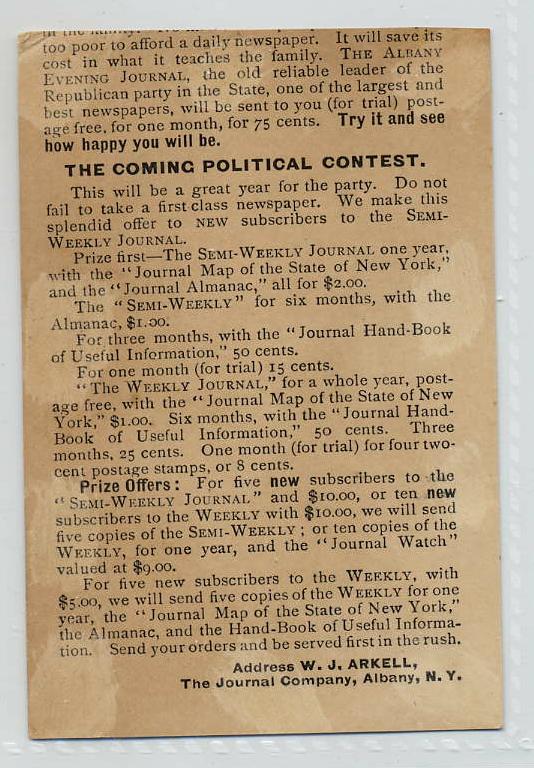 in the family.
too poor to afford a daily newspaper. It will save its
cost in what it teaches the family. THE ALBANY
EVENING JOURNAL, the old reliable leader of the
Republican party in the State, one of the largest and
best newspapers, will be sent to you (for trial) post-
age free, for one month, for 75 cents. Try it and see
how happy you will be.
THE COMING POLITICAL CONTEST.
This will be a great year for the party. Do not
fail to take a first-class newspaper. We make this
splendid offer to NEW subscribers to the SEMI-
WEEKLY JOURNAL.
Prize first—The SEMI-WEEKLY JOURNAL one year,
with the "Journal Map of the State of New York,"
and the "Journal Almanac," all for $2.00.
The "SEMI-WEEKLY" for six months, with the
Almanac, $1.00.
For three months, with the "Journal Hand-Book
of Useful Information," 50 cents.
For one month (for trial) 15 cents.
"The WEEKLY JOURNAL," for a whole year, post-
age free, with the "Journal Map of the State of New
York," $1.00. Six months, with the "Journal Hand-
Book of Useful Information," 50 cents. Three
months, 25 cents. One month (for trial) for four two-
cent postage stamps, or 8 cents.
Prize Offers: For five new subscribers to the
"SEMI-WEEKLY JOURNAL" and $10.00, or ten new
subscribers to the WEEKLY with $10.00, we will send
five copies of the SEMI-WEEKLY; or ten copies of the
WEEKLY, for one year, and the "Journal Watch"
valued at $9.00.
For five new subscribers to the WEEKLY, with
$5.00, we will send five copies of the WEEKLY for one
year, the "Journal Map of the State of New York,"
the Almanac, and the Hand-Book of Useful Informa-
tion. Send your orders and be served first in the rush.
Address W. J. ARKELL,
The Journal Company, Albany, N. Y.